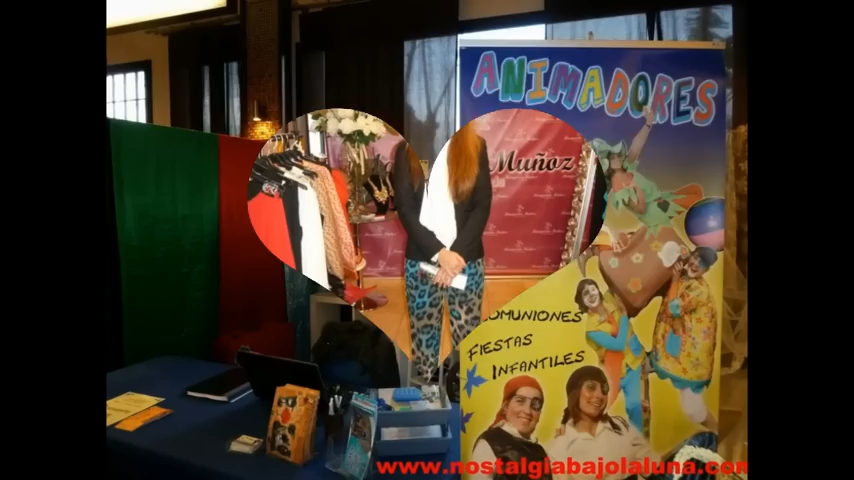 ANIMADORES
Muñoz
COMUNIONES
FIESTAS
INFANTILES
www.nostalgiabajolaluna.com